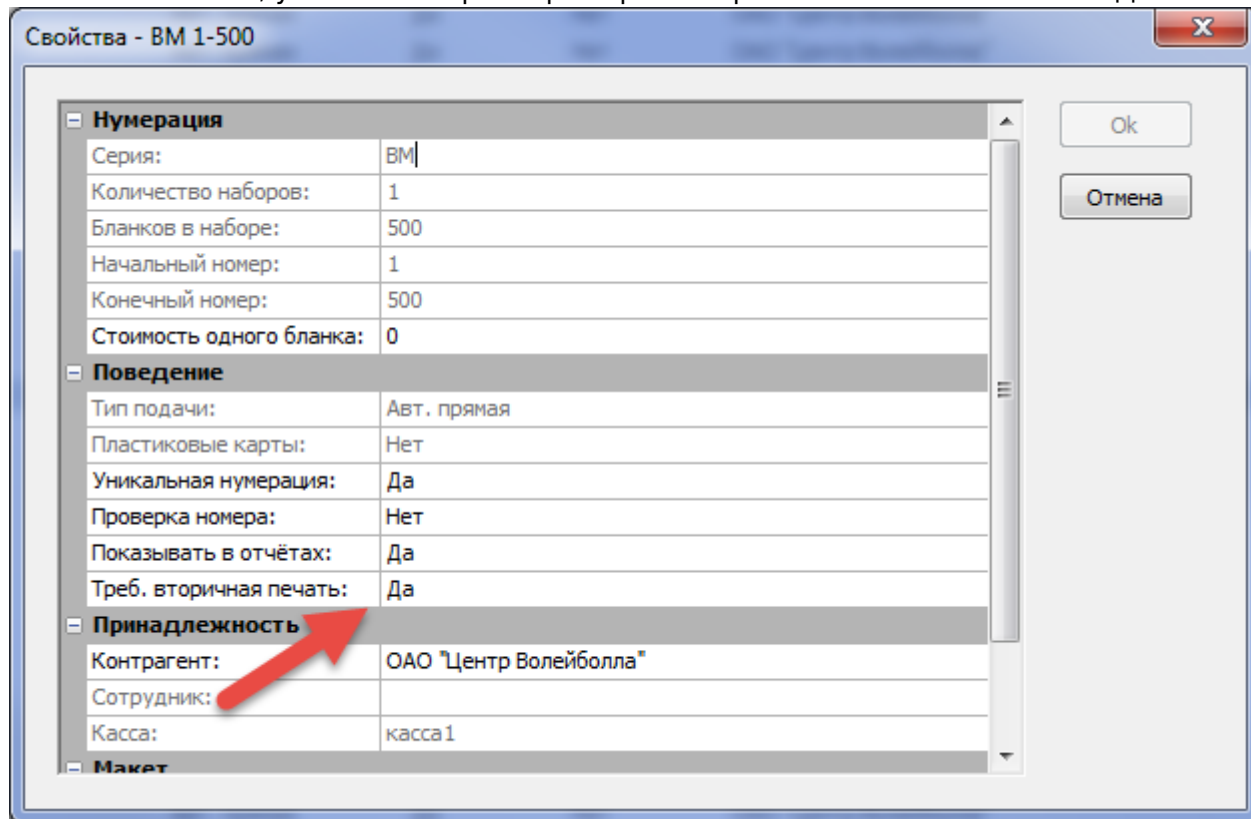 Свойства - ВМ 1-500
Нумерация
Ok
Серия: ВМ
Количество наборов: 1
Отмена
Бланков в наборе: 500
Начальный номер: 1
Конечный номер: 500
Стоимость одного бланка: 0
Поведение
Тип подачи: Авт. прямая
Пластиковые карты: Нет
Уникальная нумерация: Да
Проверка номера: Нет
Показывать в отчётах: Да
Треб. вторичная печать: Да
Принадлежность
Контрагент: ОАО "Центр Волейболла"
Сотрудник:
Касса: касса1
Макет